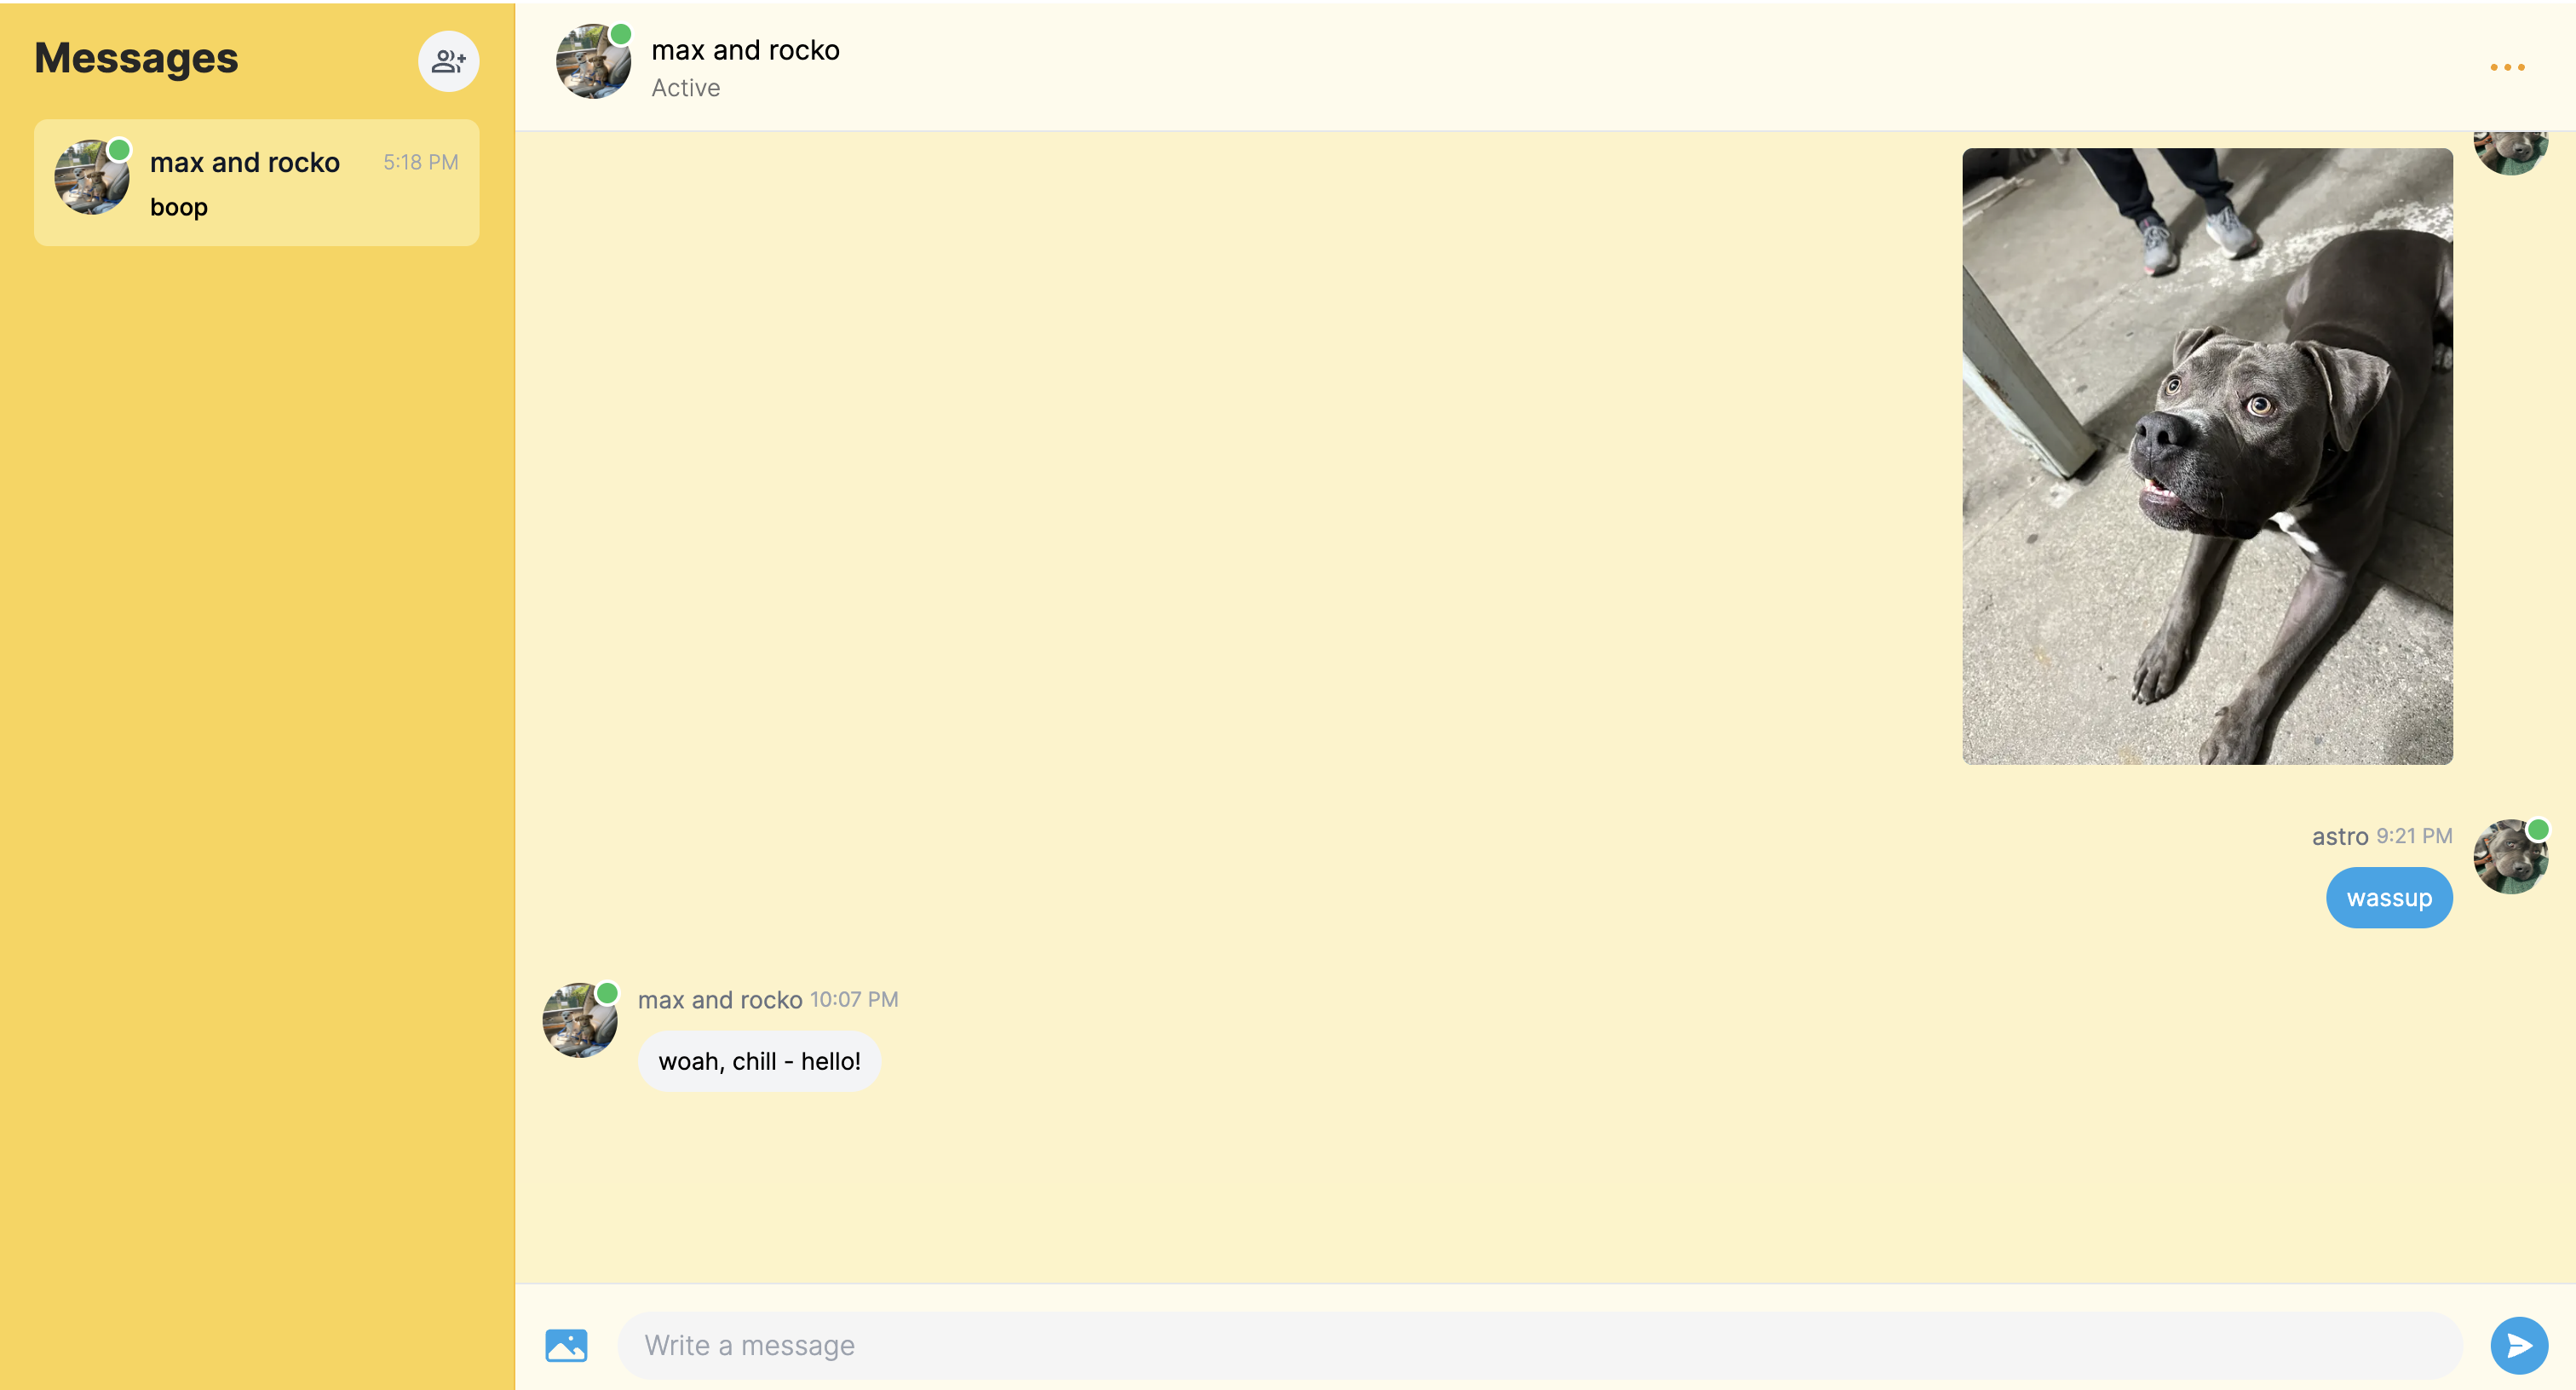 Messages
max and rocko 5:18 PM
boop
max and rocko
Active
astro 9:21 PM
wassup
max and rocko 10:07 PM
woah, chill - hello!
Write a message